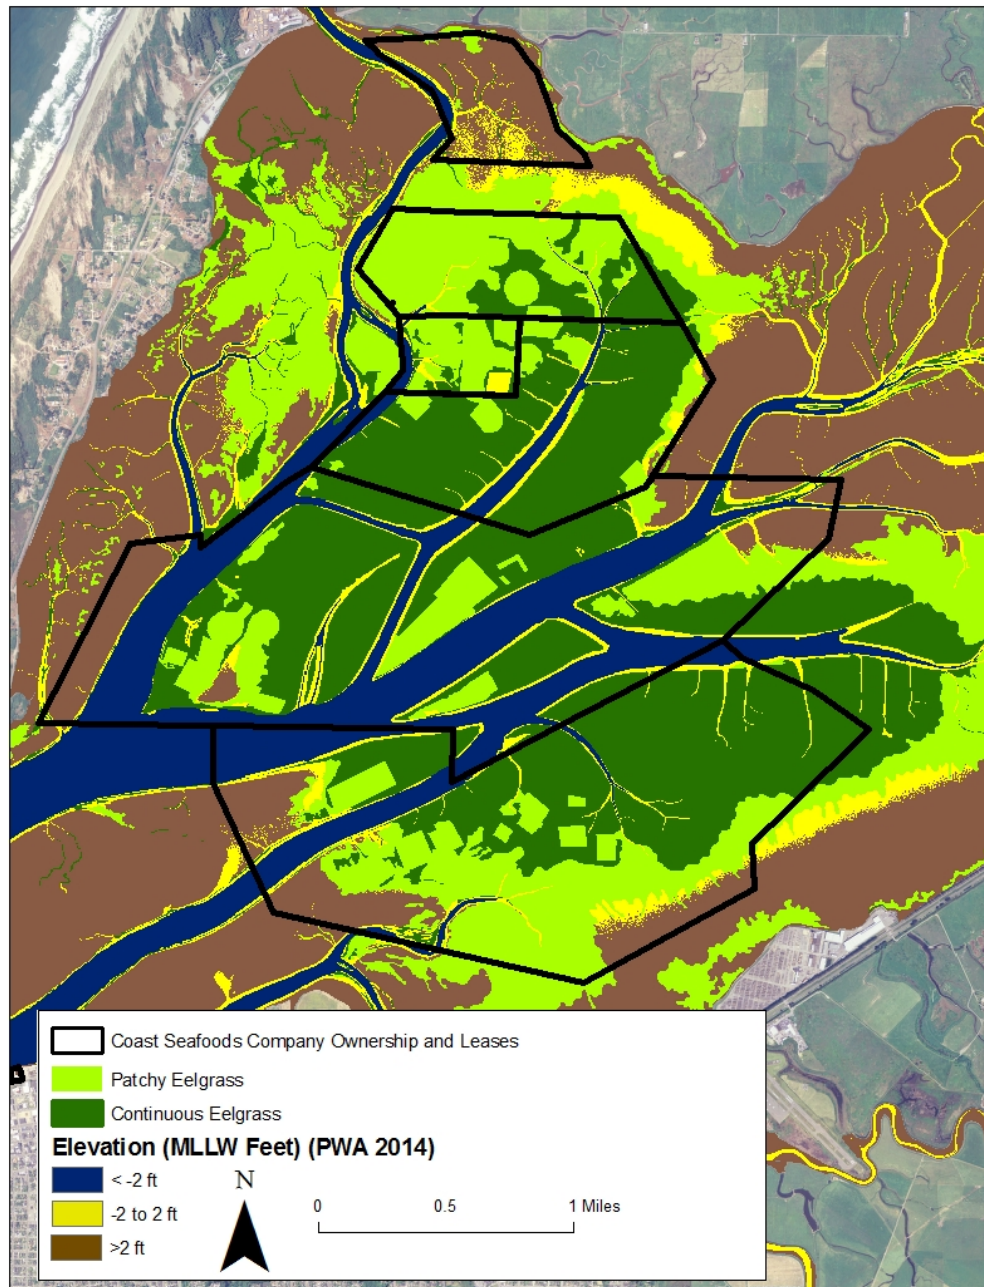 Coast Seafoods Company Ownership and Leases
Patchy Eelgrass
Continuous Eelgrass
Elevation (MLLW Feet) (PWA 2014)
< -2 ft
-2 to 2 ft
>2 ft
N
0 0.5 1 Miles